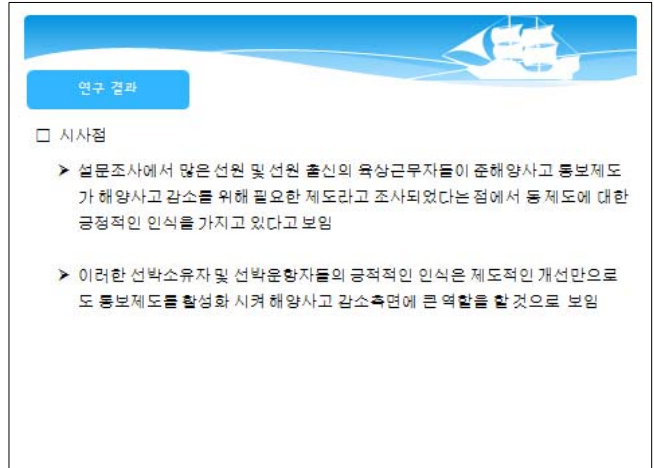 연구 결과
□ 시사점
➤ 설문조사에서 많은 선원 및 선원 출신의 육상근무자들이 준해양사고 통보제도
가 해양사고 감소를 위해 필요한 제도라고 조사되었다는 점에서 동 제도에 대한
긍정적인 인식을 가지고 있다고 보임
➤ 이러한 선박소유자 및 선박운항자들의 긍적적인 인식은 제도적인 개선만으로
도 통보제도를 활성화 시켜 해양사고 감소측면에 큰 역할을 할 것으로 보임